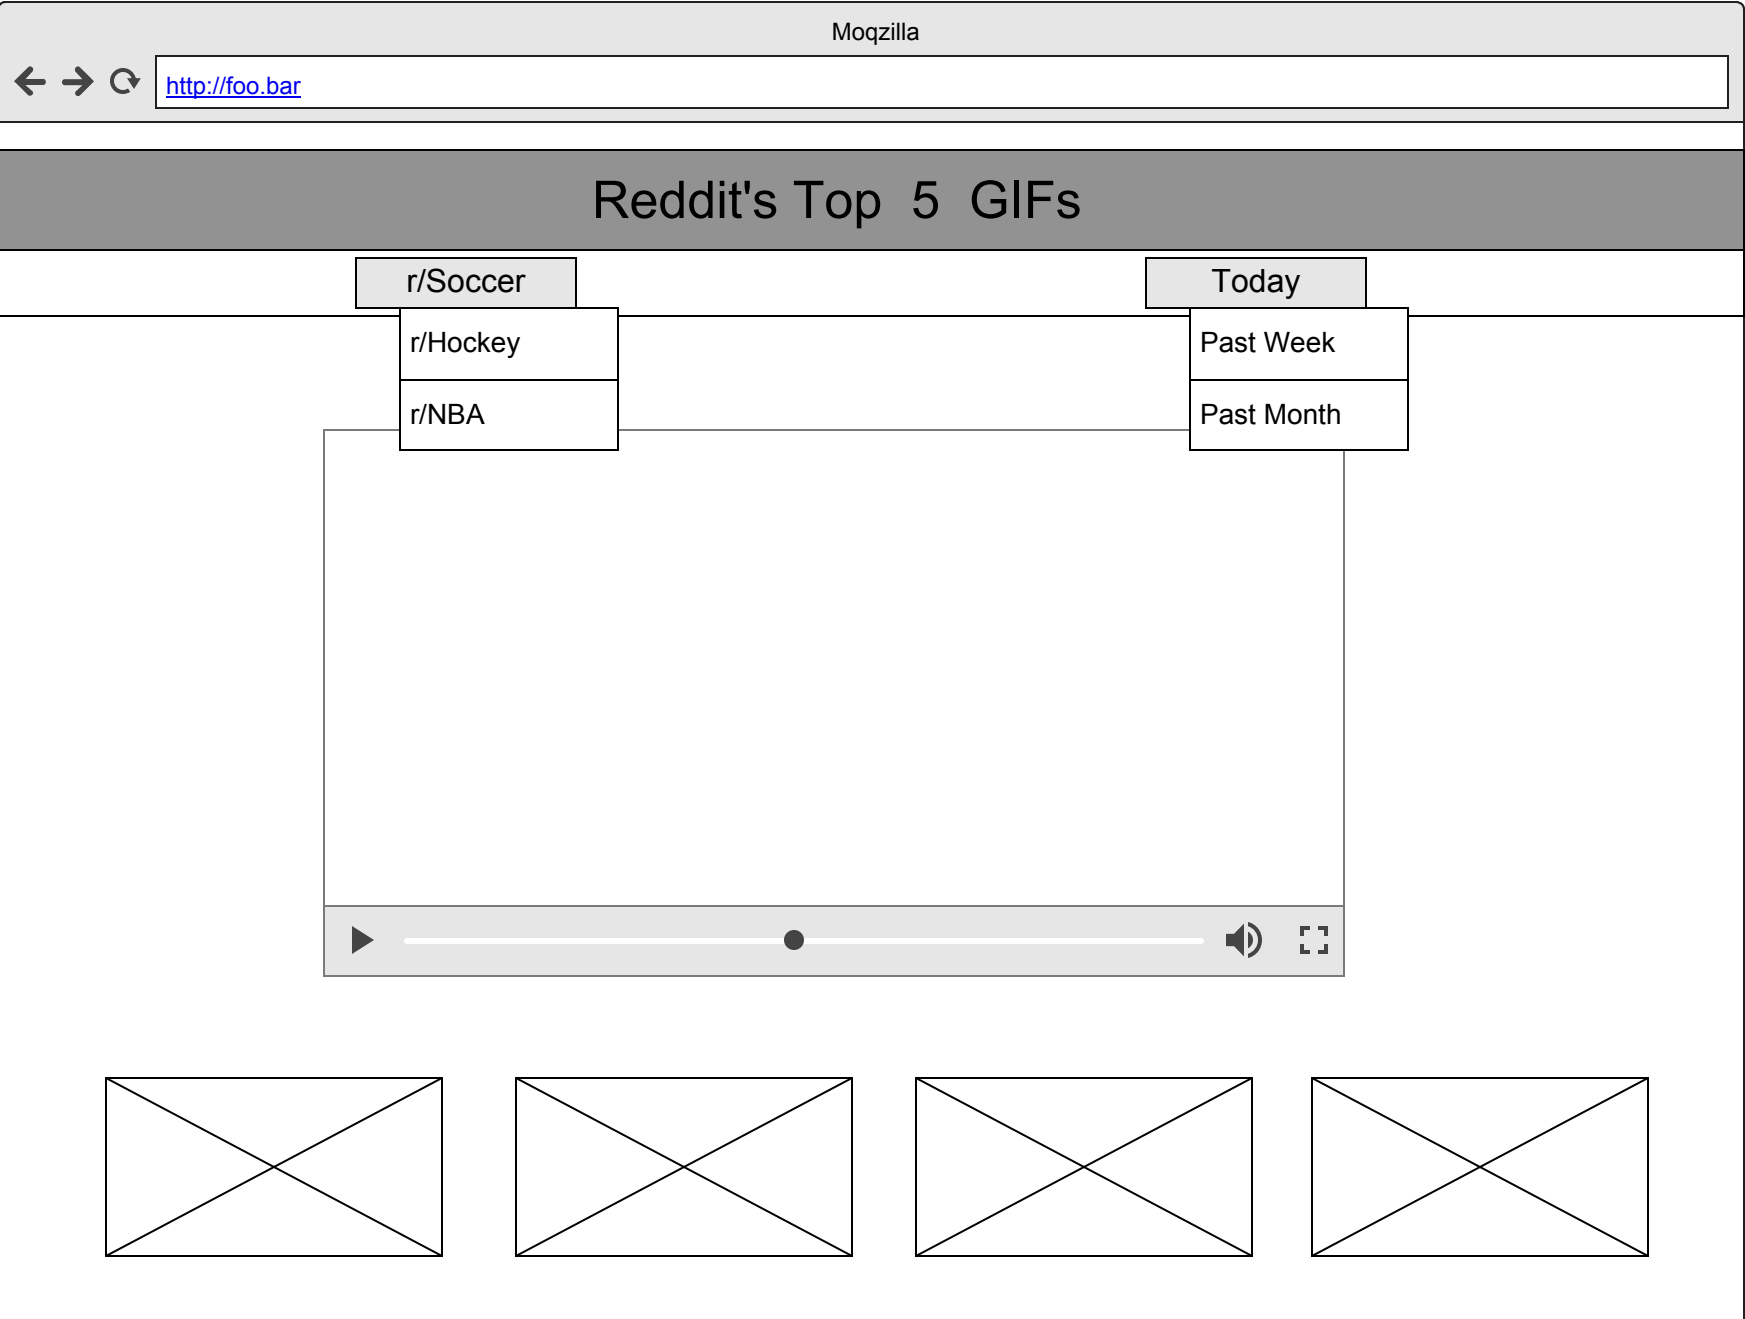 Moqzilla
http://foo.bar
Reddit's Top 5 GIFs
r/Soccer
Today
r/Hockey
Past Week
r/NBA
Past Month